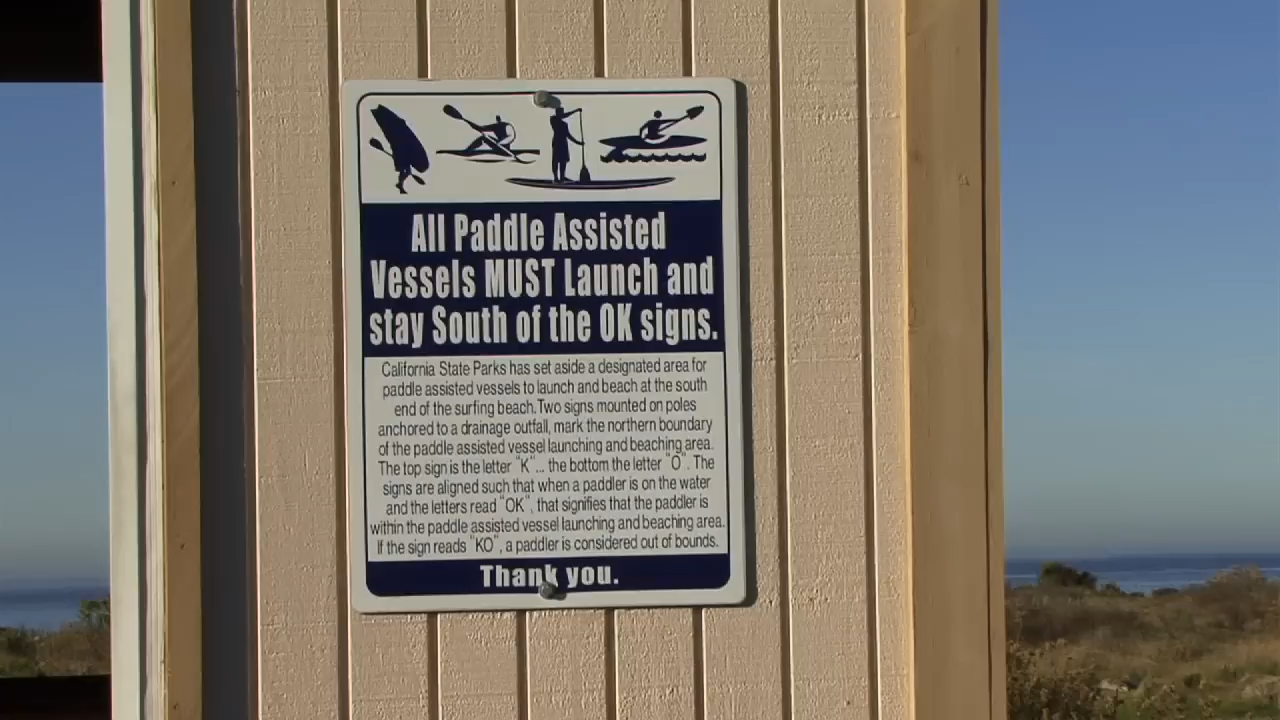 All Paddle Assisted
Vessels MUST Launch and
stay South of the OK signs.
California State Parks has set aside a designated area for
paddle assisted vessels to launch and beach at the south
end of the surfing beach. Two signs mounted on poles
anchored to a drainage outfall, mark the northern boundary
of the paddle assisted vessel launching and beaching area.
The top sign is the letter "K"... the bottom the letter "O". The
signs are aligned such that when a paddler is on the water
and the letters read "OK", that signifies that the paddler is
within the paddle assisted vessel launching and beaching area.
If the sign reads "KO", a paddler is considered out of bounds.
Thank you.